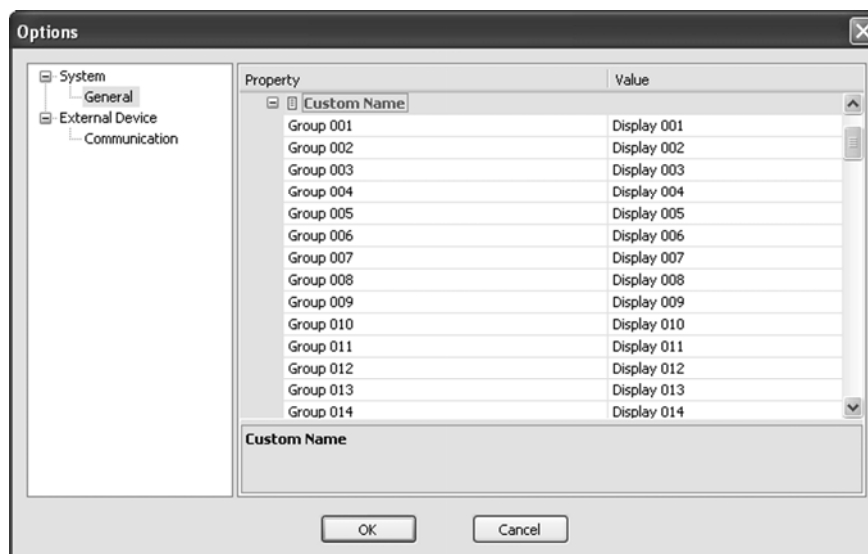 Options
System
General
External Device
Communication
Property Value
Custom Name
Group 001 Display 001
Group 002 Display 002
Group 003 Display 003
Group 004 Display 004
Group 005 Display 005
Group 006 Display 006
Group 007 Display 007
Group 008 Display 008
Group 009 Display 009
Group 010 Display 010
Group 011 Display 011
Group 012 Display 012
Group 013 Display 013
Group 014 Display 014
Custom Name
OK Cancel